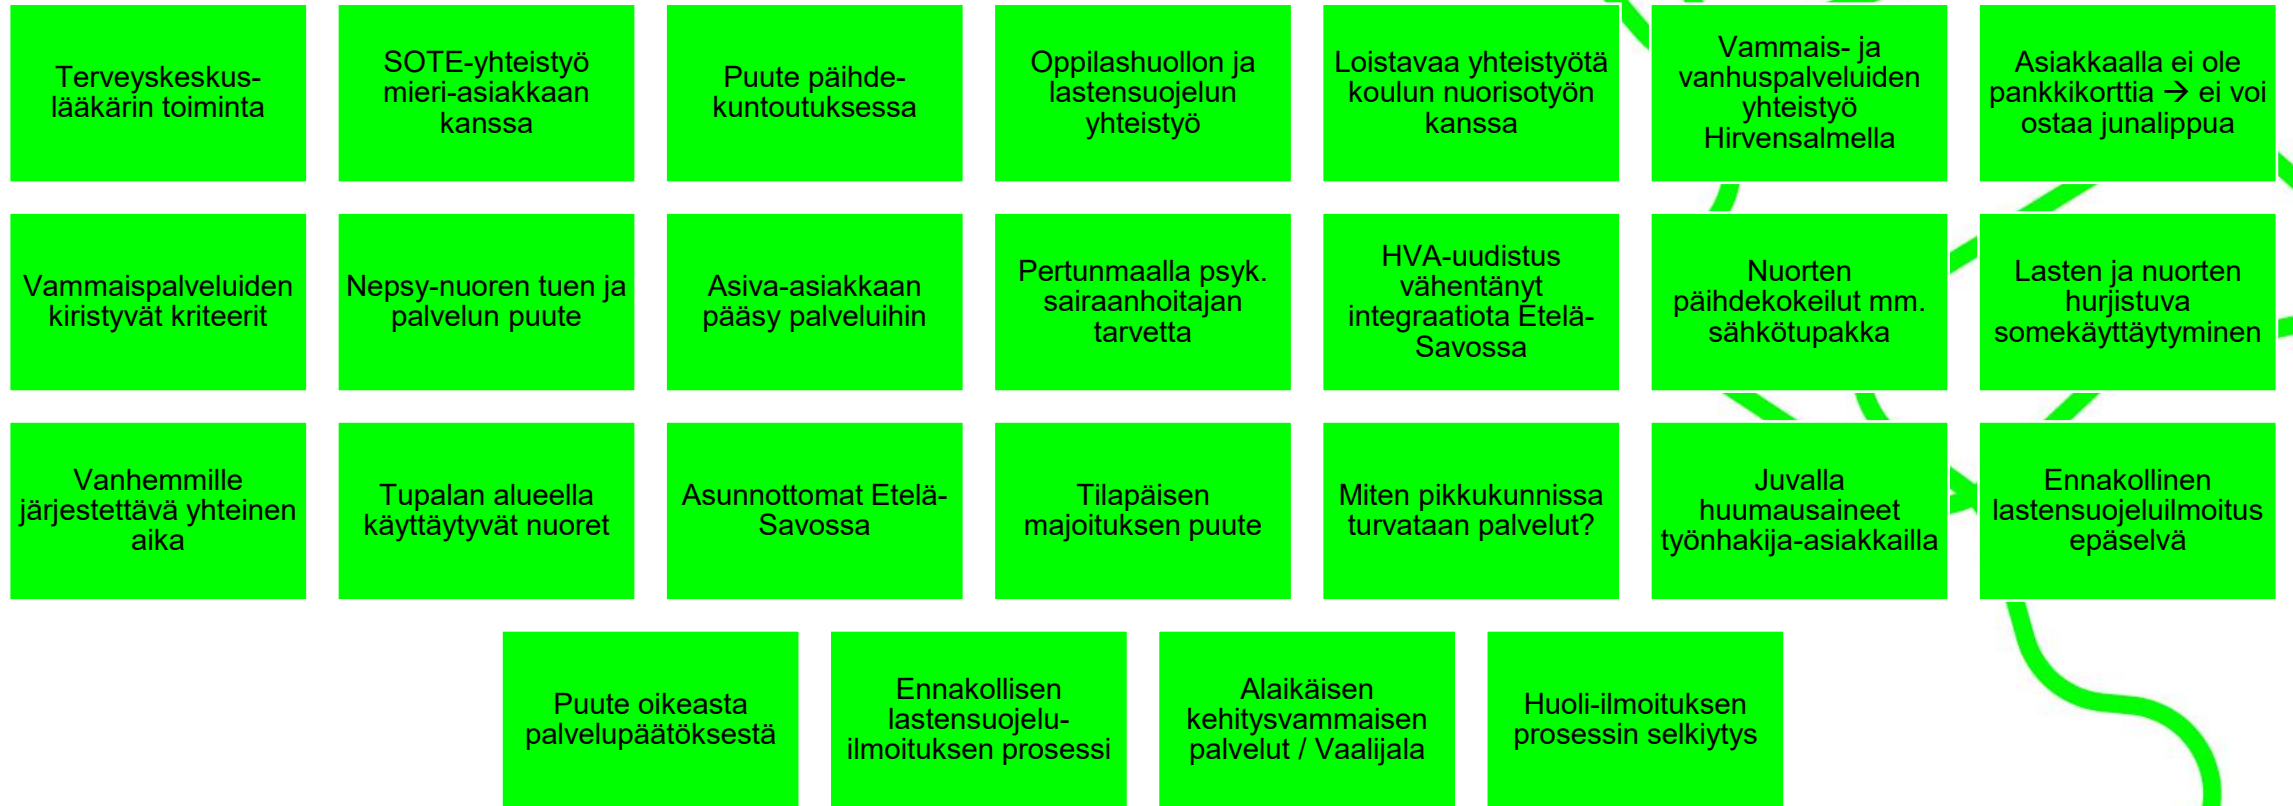 Terveyskeskus-
lääkärin toiminta
SOTE-yhteistyö
mieri-asiakkaan
kanssa
Puute päihde-
kuntoutuksessa
Oppilashuollon ja
lastensuojelun
yhteistyö
Loistavaa yhteistyötä
koulun nuorisotyön
kanssa
Vammais- ja
vanhuspalveluiden
yhteistyö
Hirvensalmella
Asiakkaalla ei ole
pankkikorttia → ei voi
ostaa junalippua
Vammaispalveluiden
kiristyvät kriteerit
Nepsy-nuoren tuen ja
palvelun puute
Asiva-asiakkaan
pääsy palveluihin
Pertunmaalla psyk.
sairaanhoitajan
tarvetta
HVA-uudistus
vähentänyt
integraatiota Etelä-
Savossa
Nuorten
päihdekokeilut mm.
sähkötupakka
Lasten ja nuorten
hurjistuva
somekäyttäytyminen
Vanhemmille
järjestettävä yhteinen
aika
Tupalan alueella
käyttäytyvät nuoret
Asunnottomat Etelä-
Savossa
Tilapäisen
majoituksen puute
Miten pikkukunnissa
turvataan palvelut?
Juvalla
huumausaineet
työnhakija-asiakkailla
Ennakollinen
lastensuojeluilmoitus
epäselvä
Puute oikeasta
palvelupäätöksestä
Ennakollisen
lastensuojelu-
ilmoituksen prosessi
Alaikäisen
kehitysvammaisen
palvelut / Vaalijala
Huoli-ilmoituksen
prosessin selkiytys